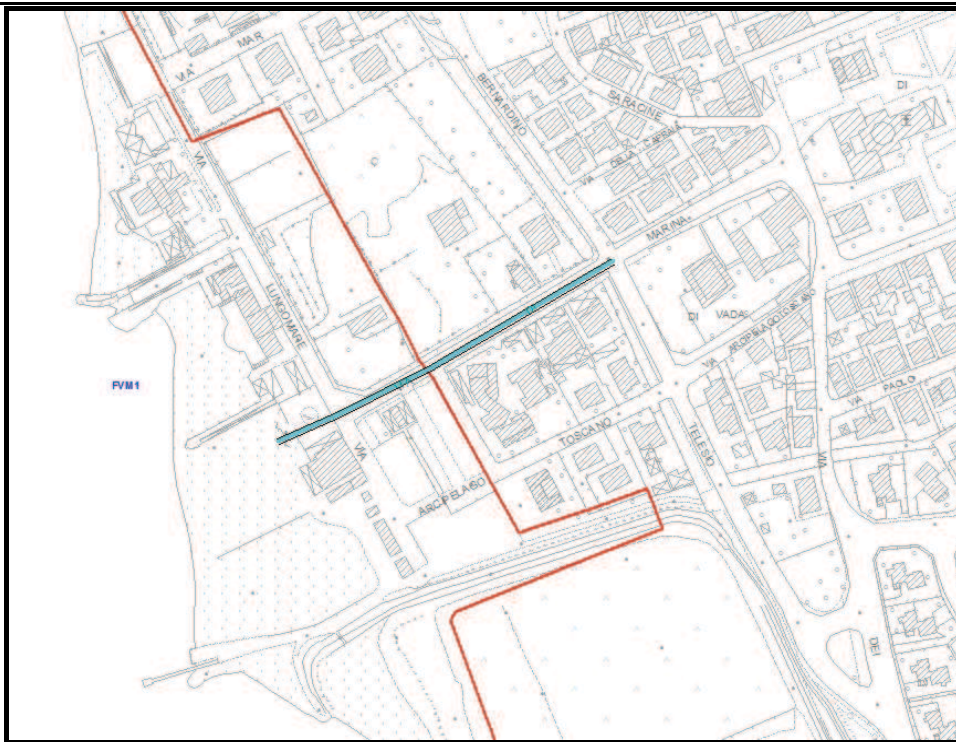 MAR
VIA
BERNARDINO
SARACINE
DI
VIA
DELLA
VIA
MARINA
LUNGOMARE
DI VADA
VIA ARCIPELAGO TOSCANO
FVM1
VIA PAOLO
TOSCANO
TELESIO
VIA
VIA
ARCIPELAGO
DEI